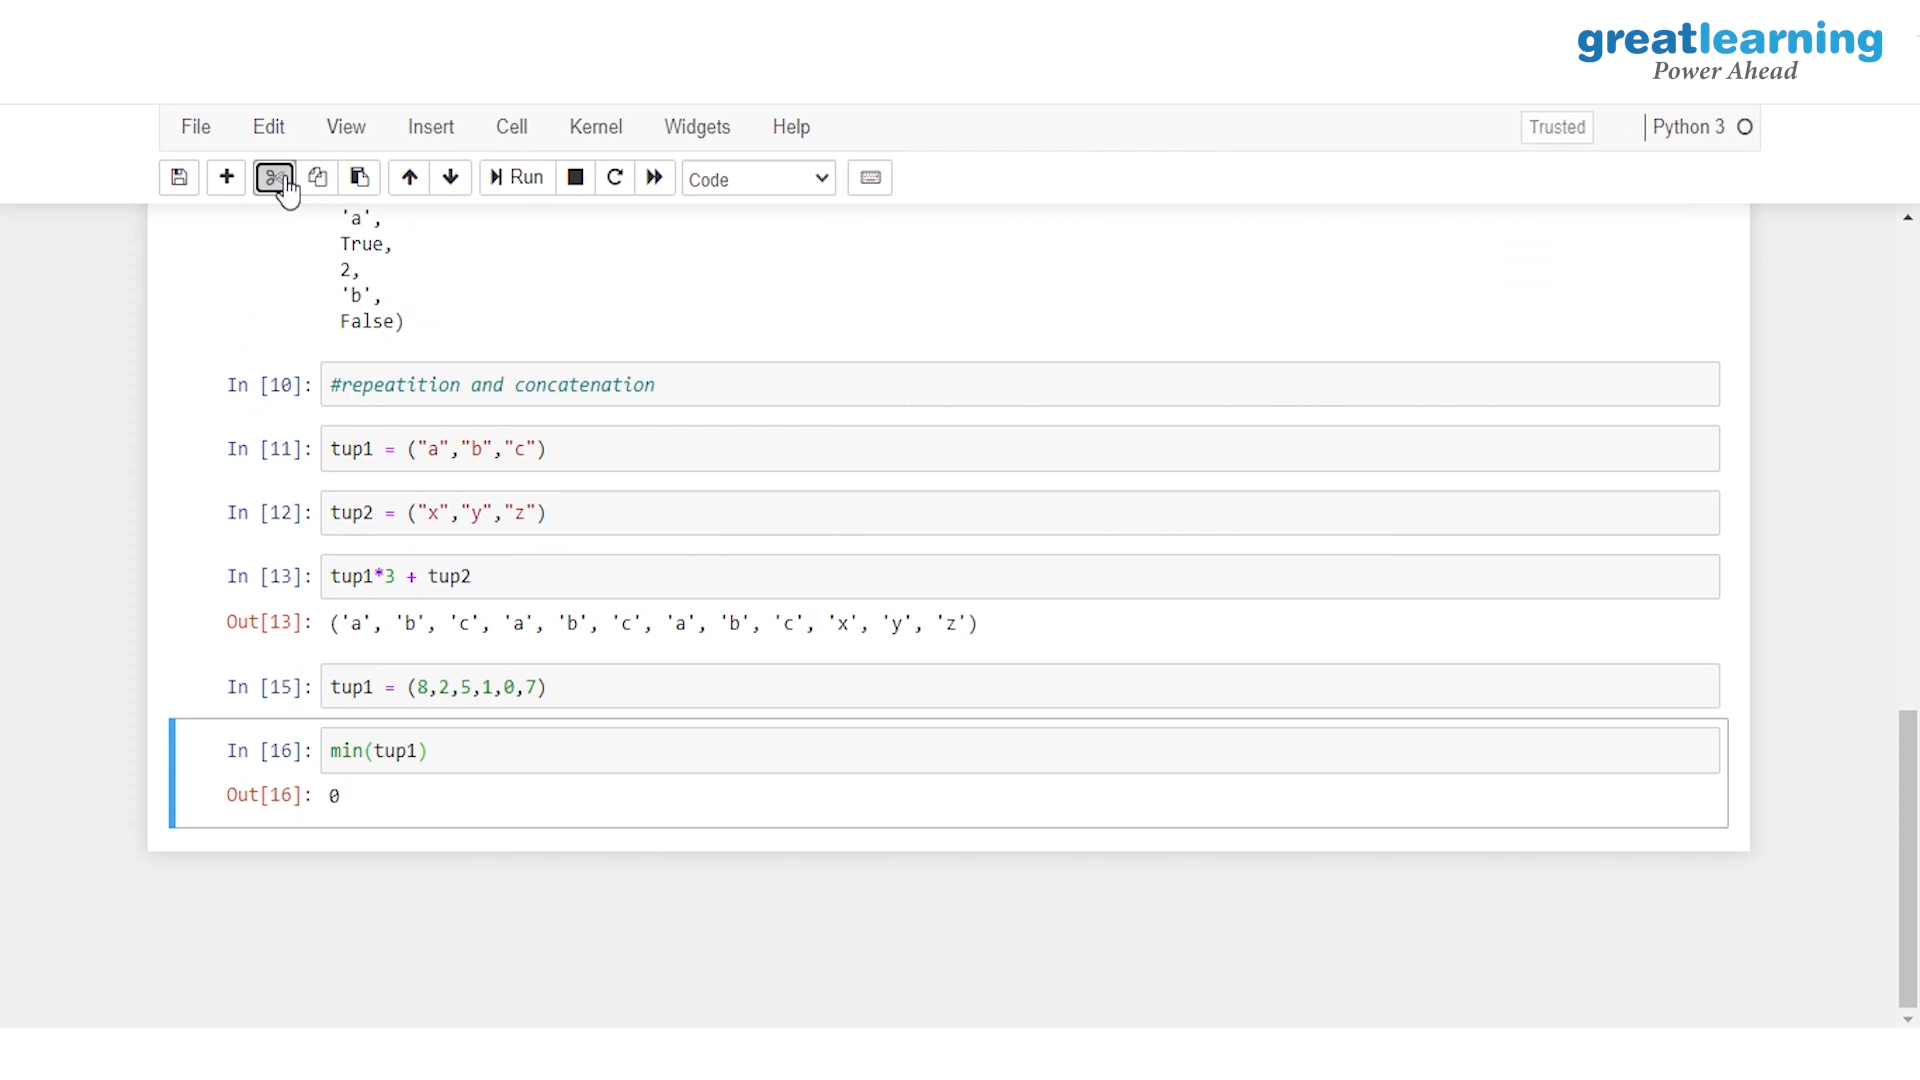 greatlearning
Power Ahead
File Edit View Insert Cell Kernel Widgets Help Trusted Python 3
Run Code
'a',
True,
2,
'b',
False)
In [10]: #repeatition and concatenation
In [11]: tup1 = ("a","b","c")
In [12]: tup2 = ("x","y","z")
In [13]: tup1*3 + tup2
Out[13]: ('a', 'b', 'c', 'a', 'b', 'c', 'a', 'b', 'c', 'x', 'y', 'z')
In [15]: tup1 = (8,2,5,1,0,7)
In [16]: min(tup1)
Out[16]: 0